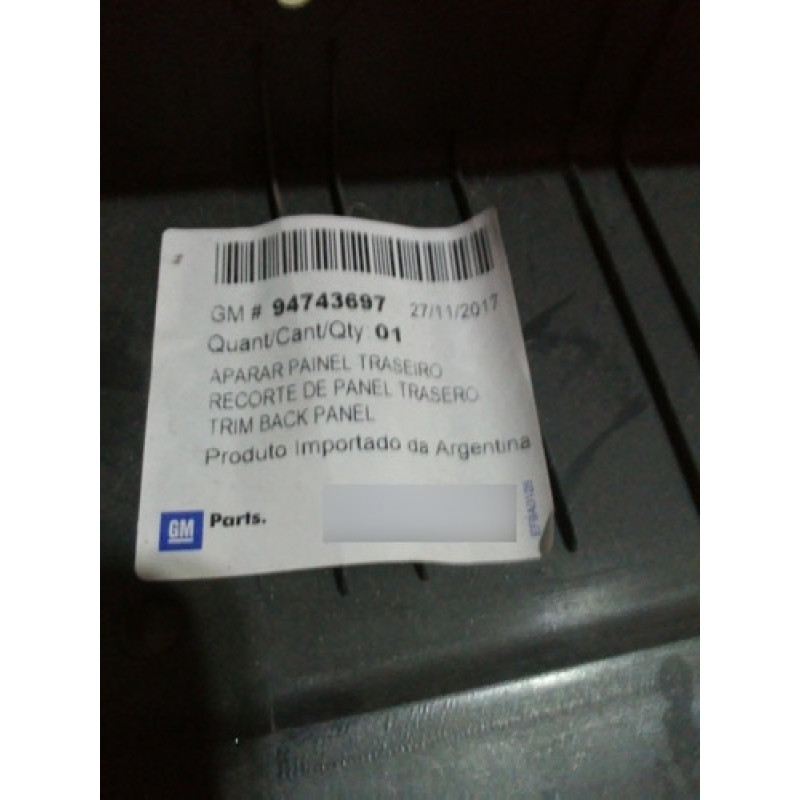 GM # 94743697 27/11/2017
Quant/Cant/Qty 01
APARAR PAINEL TRASEIRO
RECORTE DE PANEL TRASERO
TRIM BACK PANEL
Produto Importado da Argentina
GM Parts.